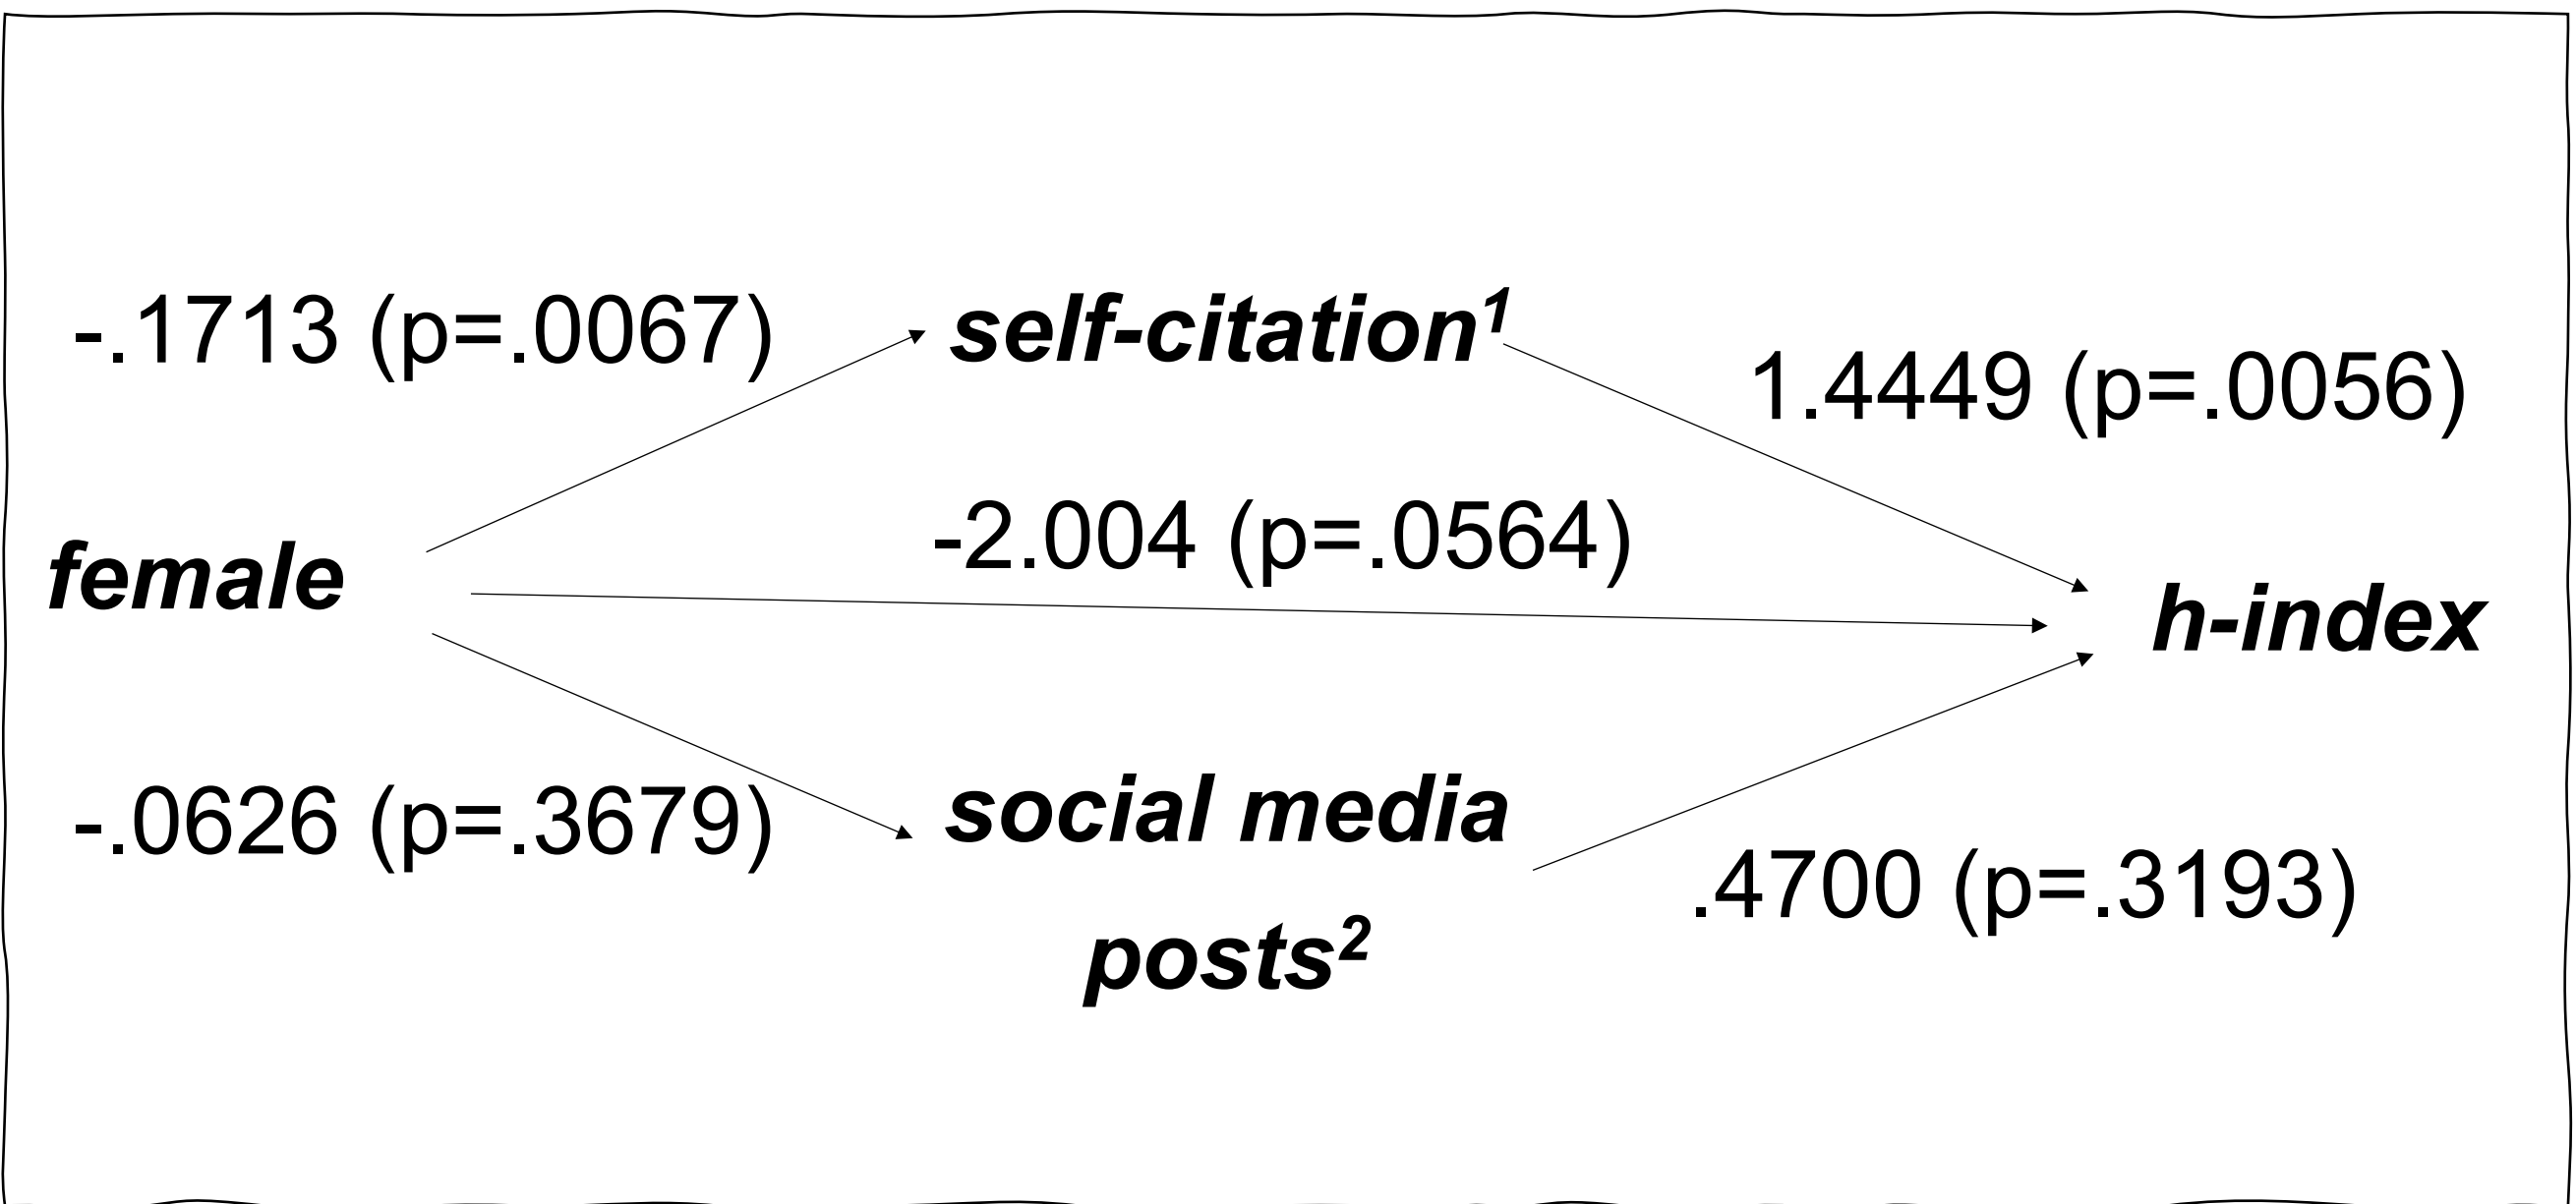 -.1713 (p=.0067)
self-citation¹
1.4449 (p=.0056)
-2.004 (p=.0564)
female
h-index
-.0626 (p=.3679)
social media
posts²
.4700 (p=.3193)